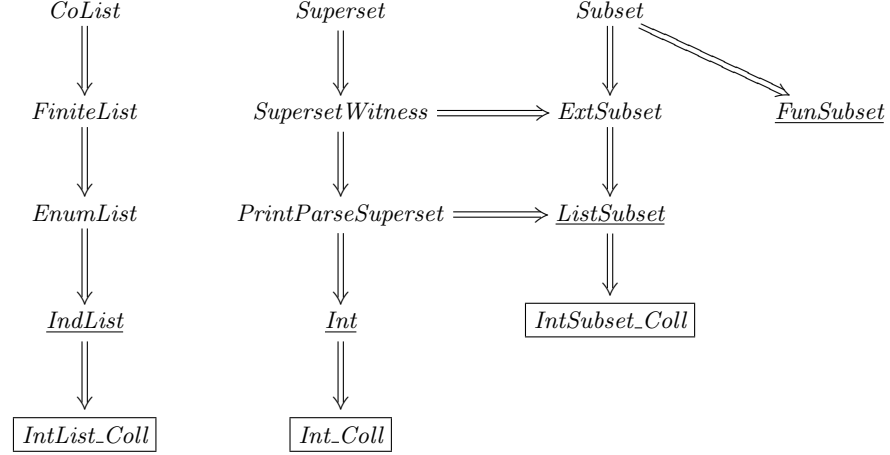 CoList Superset Subset
FiniteList SupersetWitness ExtSubset FunSubset
EnumList PrintParseSuperset ListSubset
IndList Int IntSubset_Coll
IntList_Coll Int_Coll